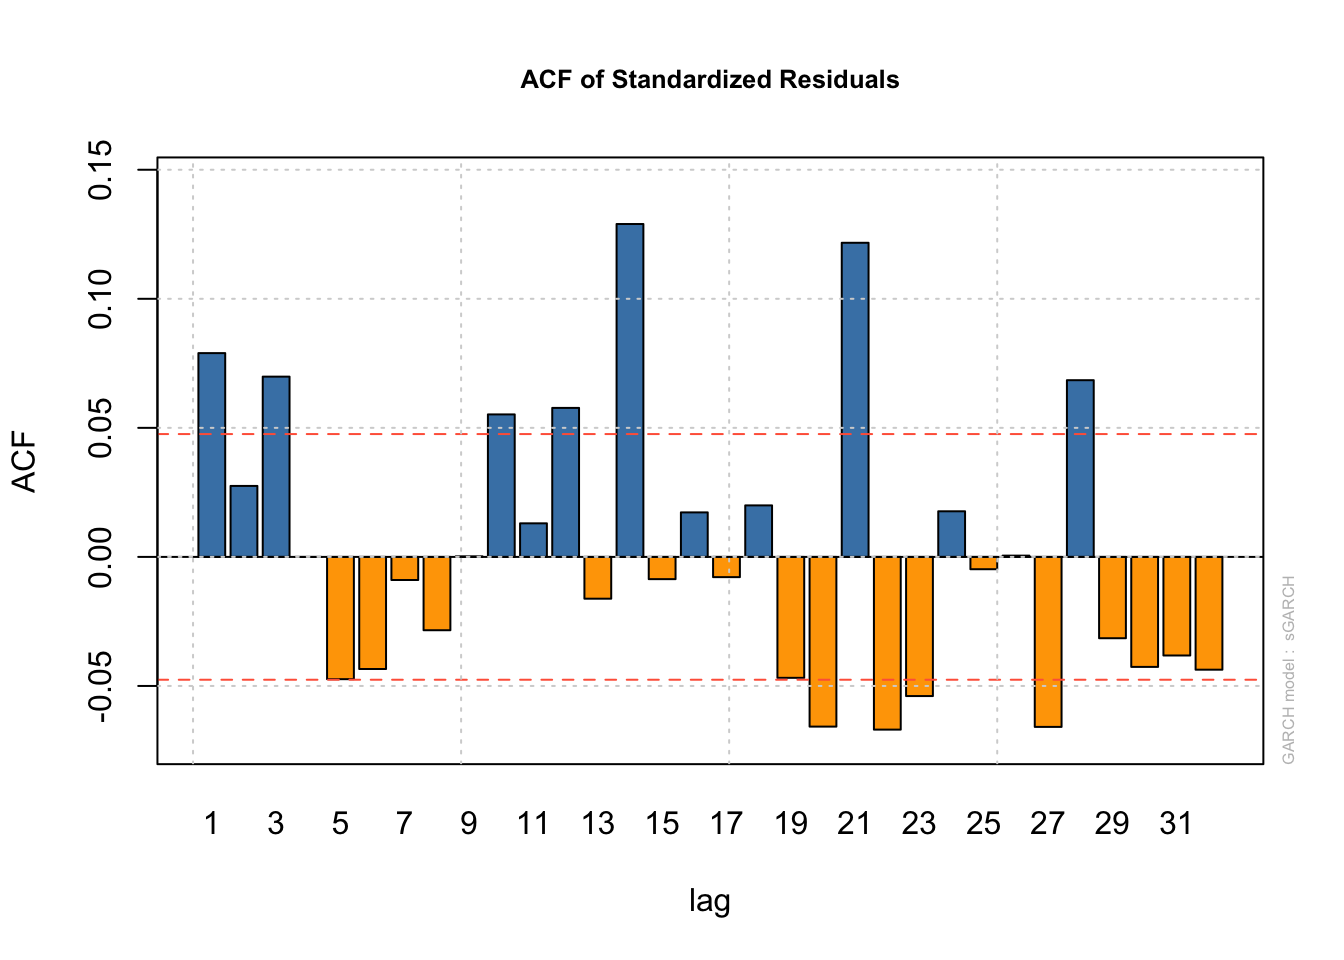 ACF of Standardized Residuals
ACF
0.15
0.10
0.05
0.00
-0.05
1 3 5 7 9 11 13 15 17 19 21 23 25 27 29 31
lag
GARCH model : sGARCH